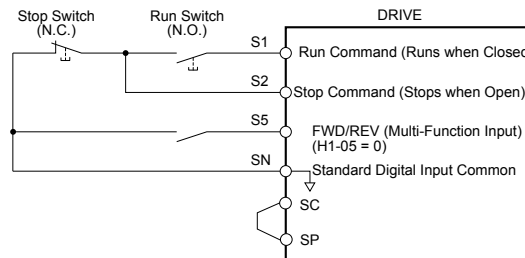 Stop Switch
(N.C.)
Run Switch
(N.O.)
DRIVE
S1
Run Command (Runs when Closed
S2
Stop Command (Stops when Open)
S5
FWD/REV (Multi-Function Input)
(H1-05 = 0)
SN
Standard Digital Input Common
SC
SP